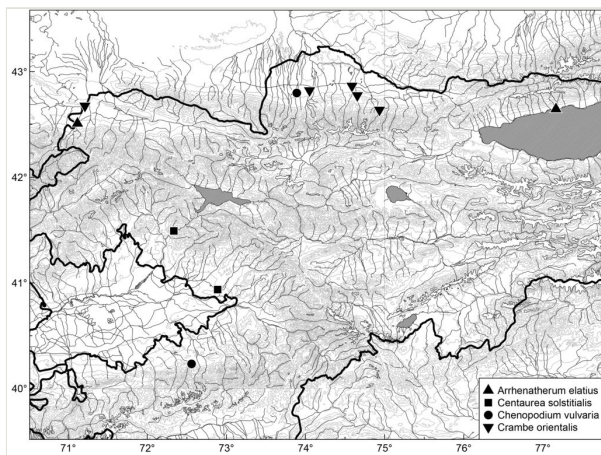 43°
42°
41°
40°
▲ Arrhenatherum elatius
■ Centaurea solstitialis
● Chenopodium vulvaria
▼ Crambe orientalis
71° 72° 73° 74° 75° 76° 77°